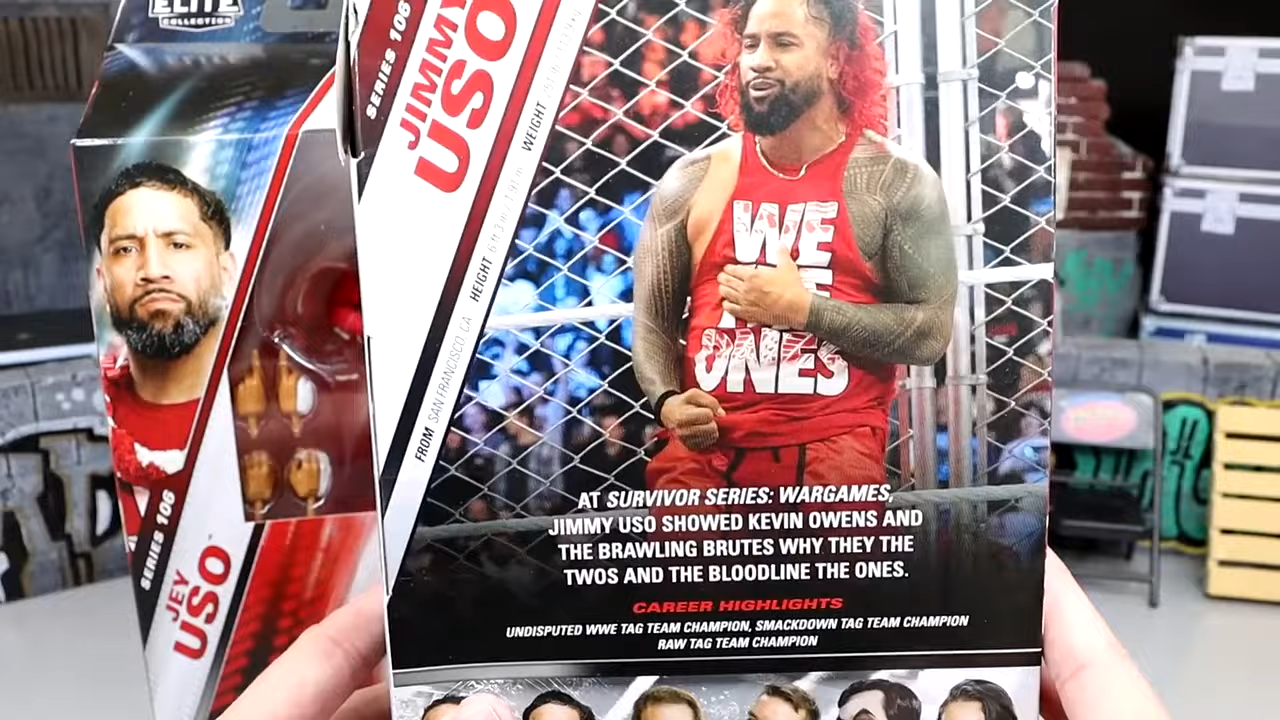 ELITE
COLLECTION
SERIES 106
JEY
USO
SERIES 106
JIMMY
USO
FROM SAN FRANCISCO, CA
HEIGHT
WEIGHT
WE
ONES
AT SURVIVOR SERIES: WARGAMES,
JIMMY USO SHOWED KEVIN OWENS AND
THE BRAWLING BRUTES WHY THEY THE
TWOS AND THE BLOODLINE THE ONES.
CAREER HIGHLIGHTS
UNDISPUTED WWE TAG TEAM CHAMPION, SMACKDOWN TAG TEAM CHAMPION
RAW TAG TEAM CHAMPION